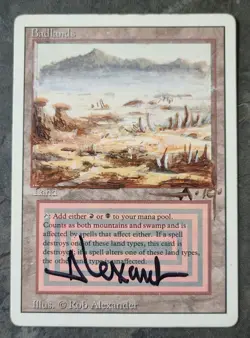 Badlands
Land
: Add either or to your mana pool.
Counts as both mountains and swamp and is
affected by spells that affect either. If a spell
destroys one of these land types, this card is
destroyed; if a spell alters one of these land types,
the other land type is unaffected.
Alexand
Illus. © Rob Alexander